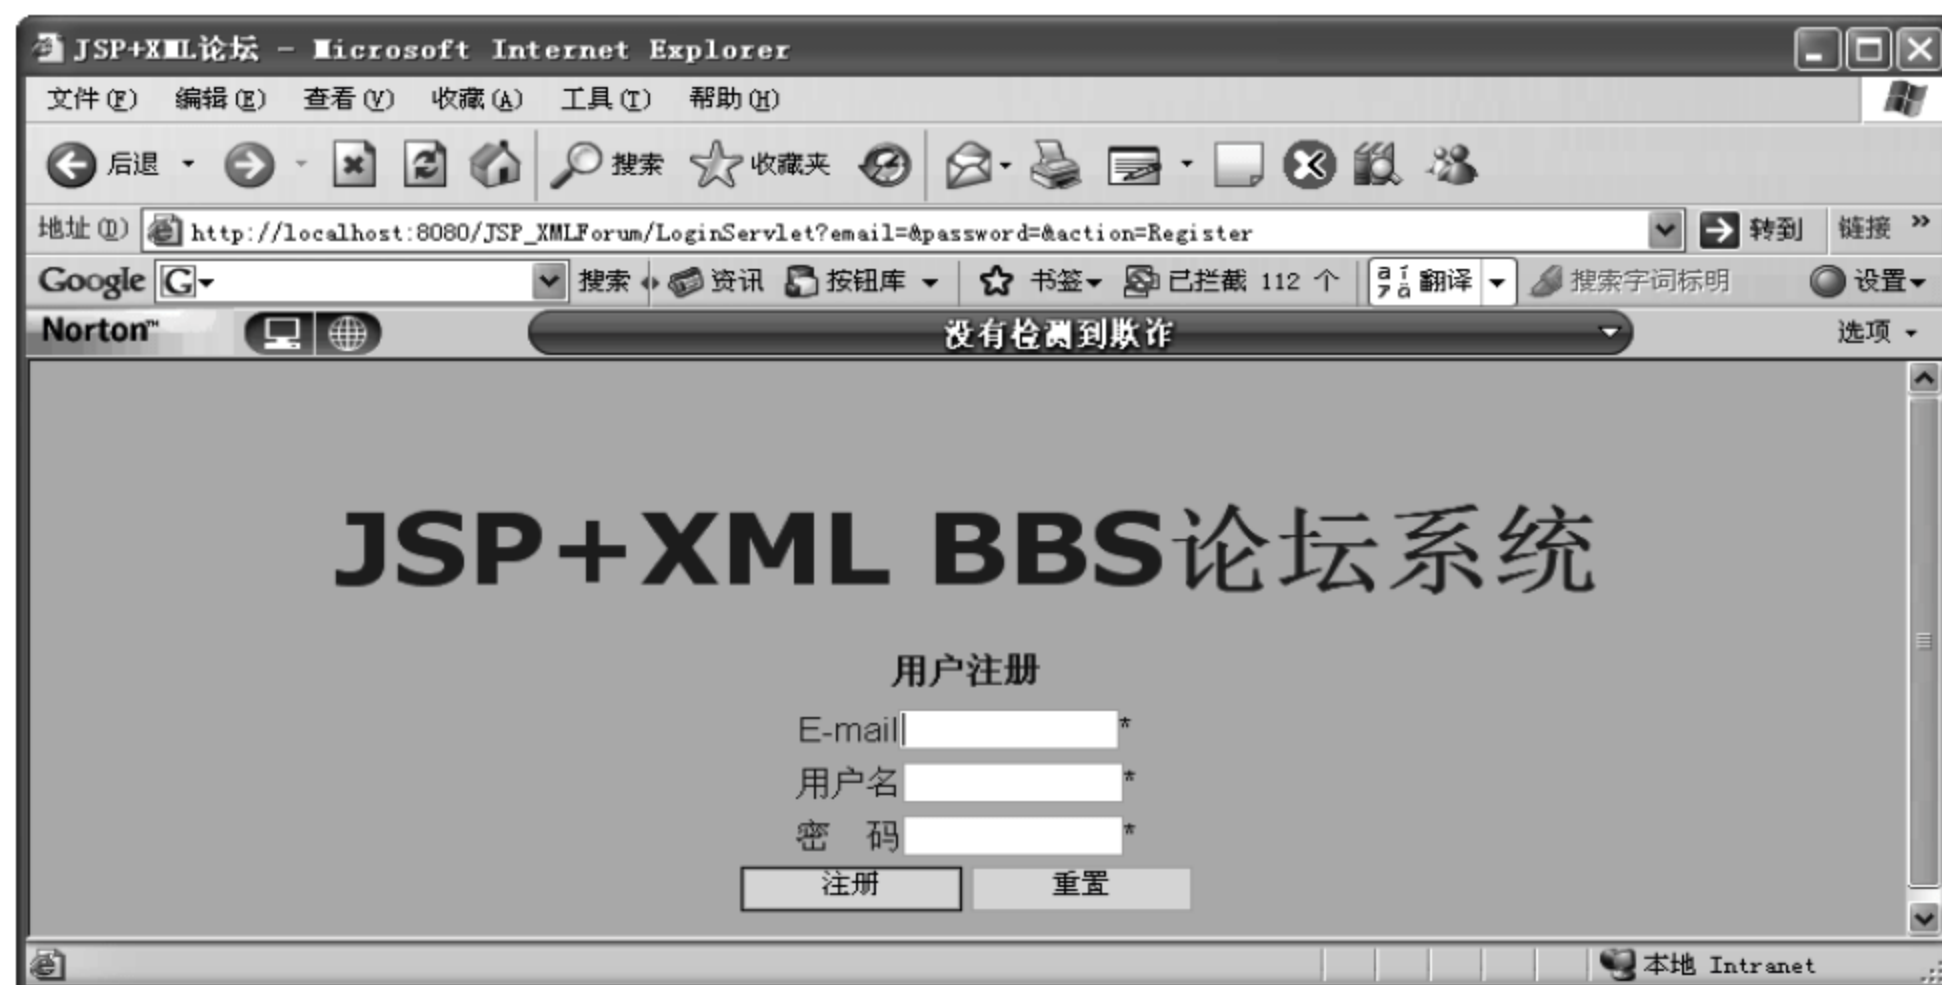 JSP+XML论坛 - Microsoft Internet Explorer
文件(F) 编辑(E) 查看(V) 收藏(A) 工具(T) 帮助(H)
后退 搜索 收藏夹
地址(D) http://localhost:8080/JSP_XMLForum/LoginServlet?email=&password=&action=Register 转到 链接 »
Google G 搜索 资讯 按钮库 书签 已拦截 112 个 翻译 搜索字词标明 设置
Norton™ 没有检测到欺诈 选项
JSP+XML BBS论坛系统
用户注册
E-mail *
用户名 *
密 码 *
注册 重置
本地 Intranet